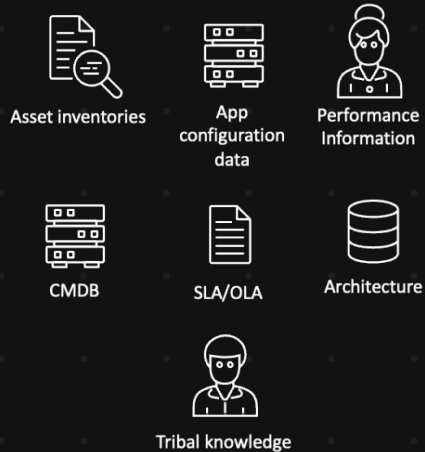 Asset inventories
App
configuration
data
Performance
Information
CMDB
SLA/OLA
Architecture
Tribal knowledge